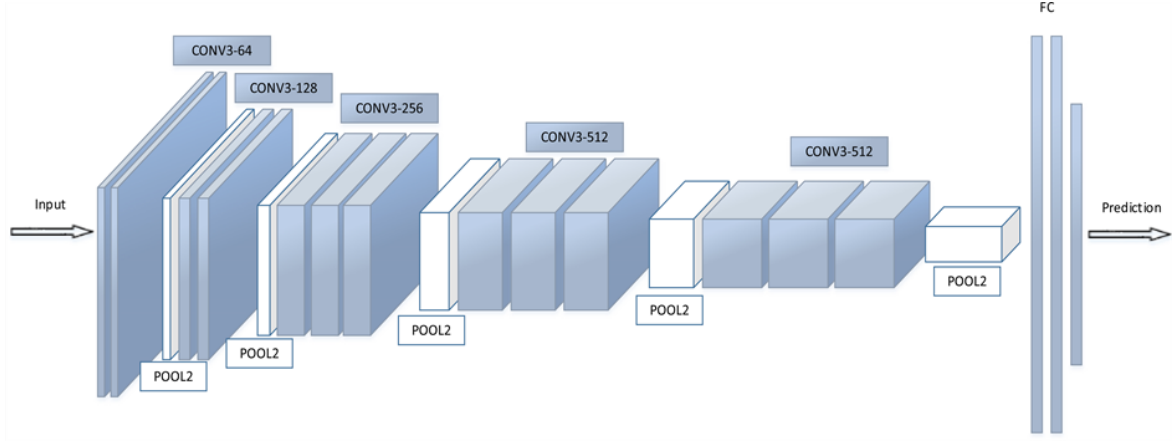 FC
CONV3-64
CONV3-128
CONV3-256
CONV3-512
CONV3-512
Input
Prediction
POOL2
POOL2
POOL2
POOL2
POOL2